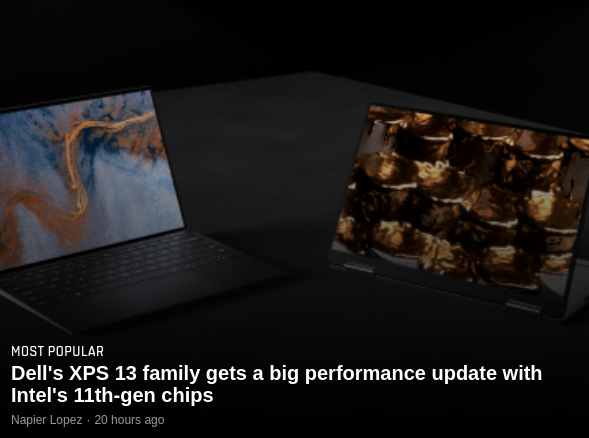 MOST POPULAR
Dell's XPS 13 family gets a big performance update with
Intel's 11th-gen chips
Napier Lopez · 20 hours ago